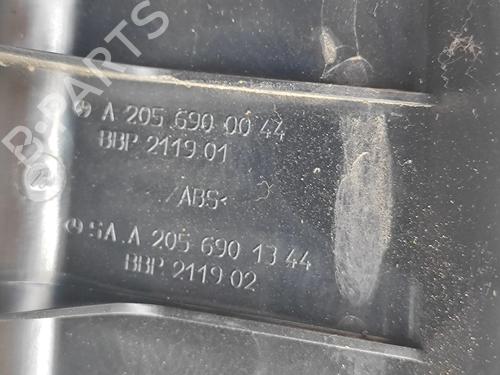 A 205 690 00 44
BBP 2119 01
>ABS<
SA.A 205 690 13 44
BBP 2119 02
B-PARTS